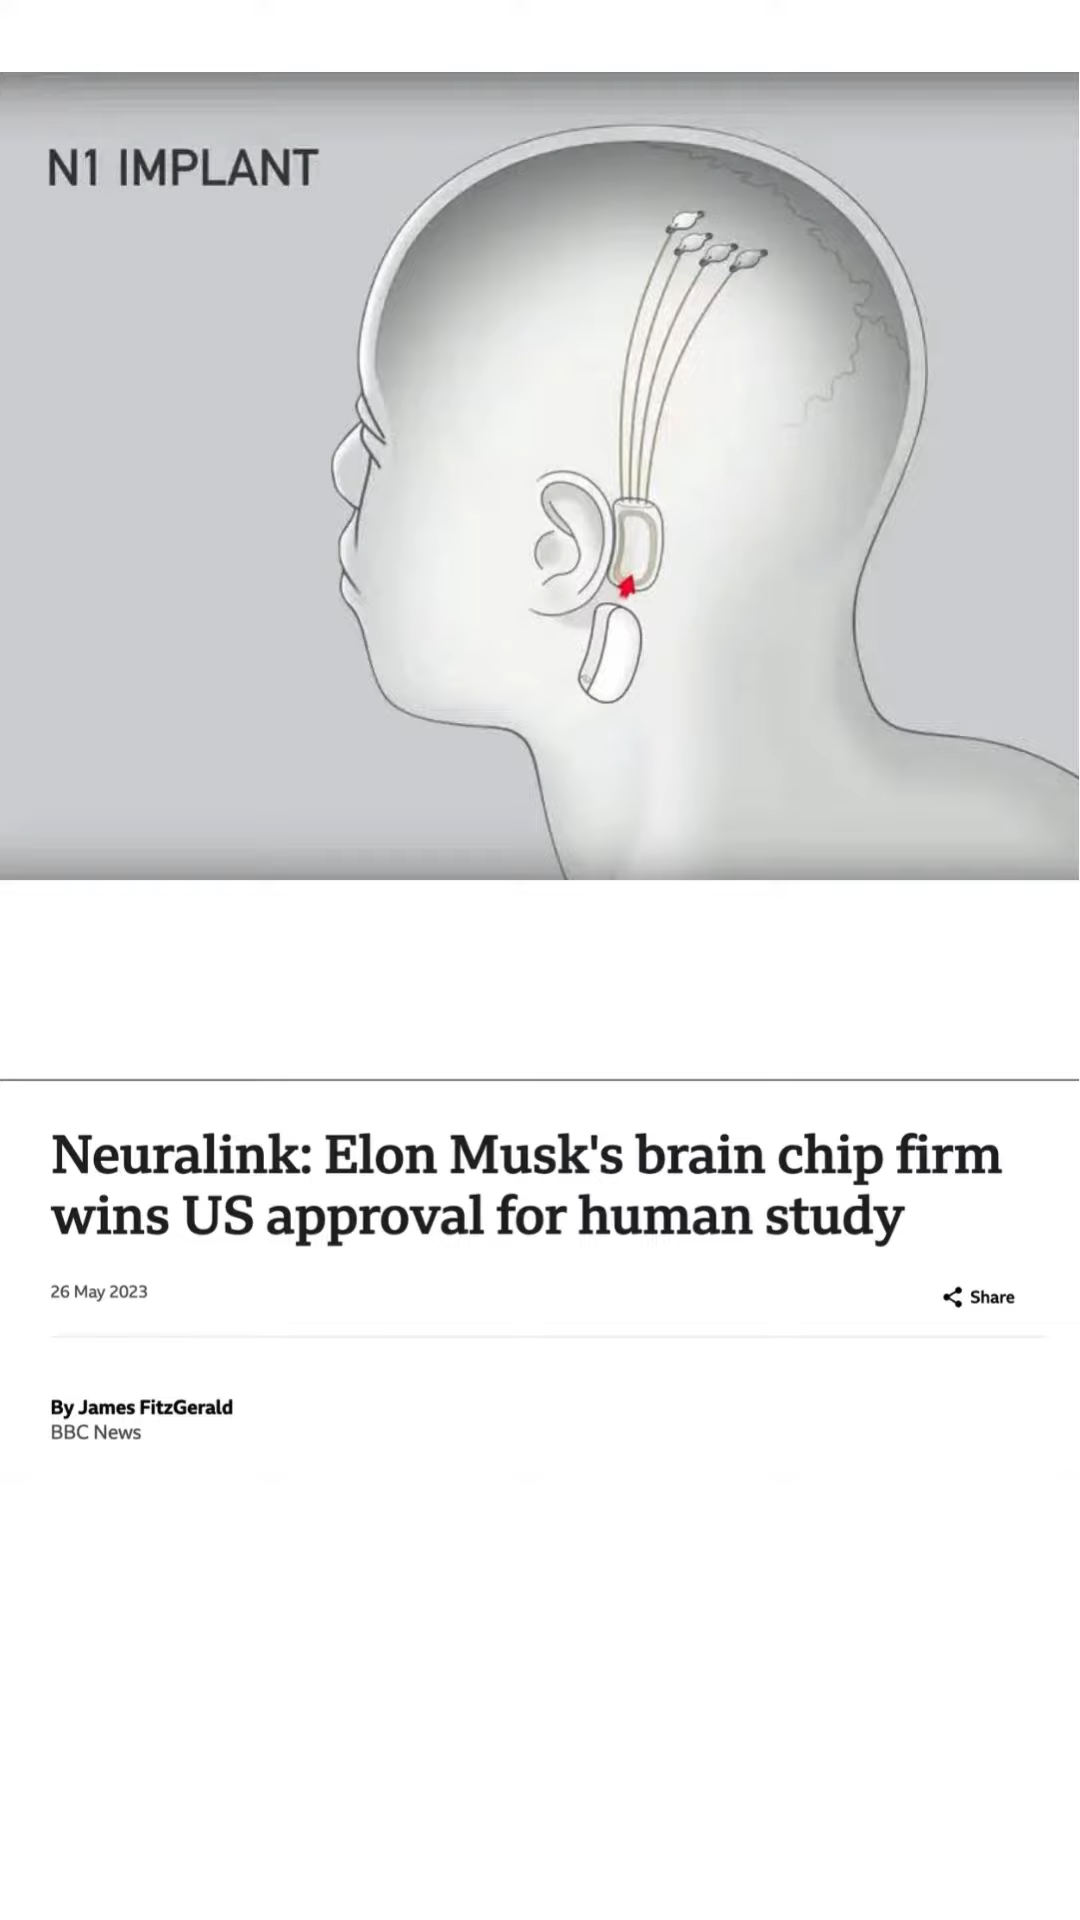 N1 IMPLANT
Neuralink: Elon Musk's brain chip firm
wins US approval for human study
26 May 2023
Share
By James FitzGerald
BBC News